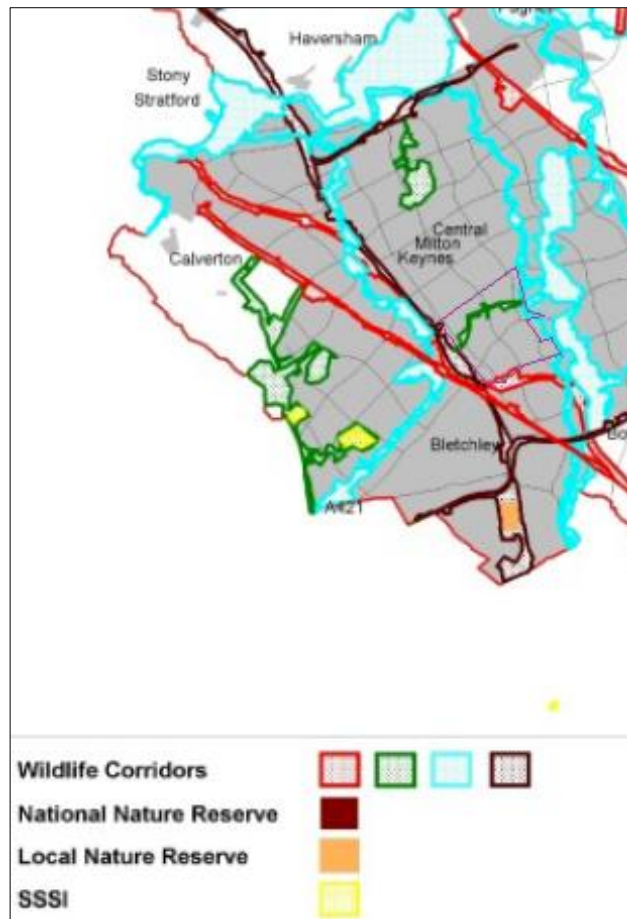 Haversham
Stony
Stratford
Central
Milton
Keynes
Calverton
Bletchley
A421
Wildlife Corridors
National Nature Reserve
Local Nature Reserve
SSSI